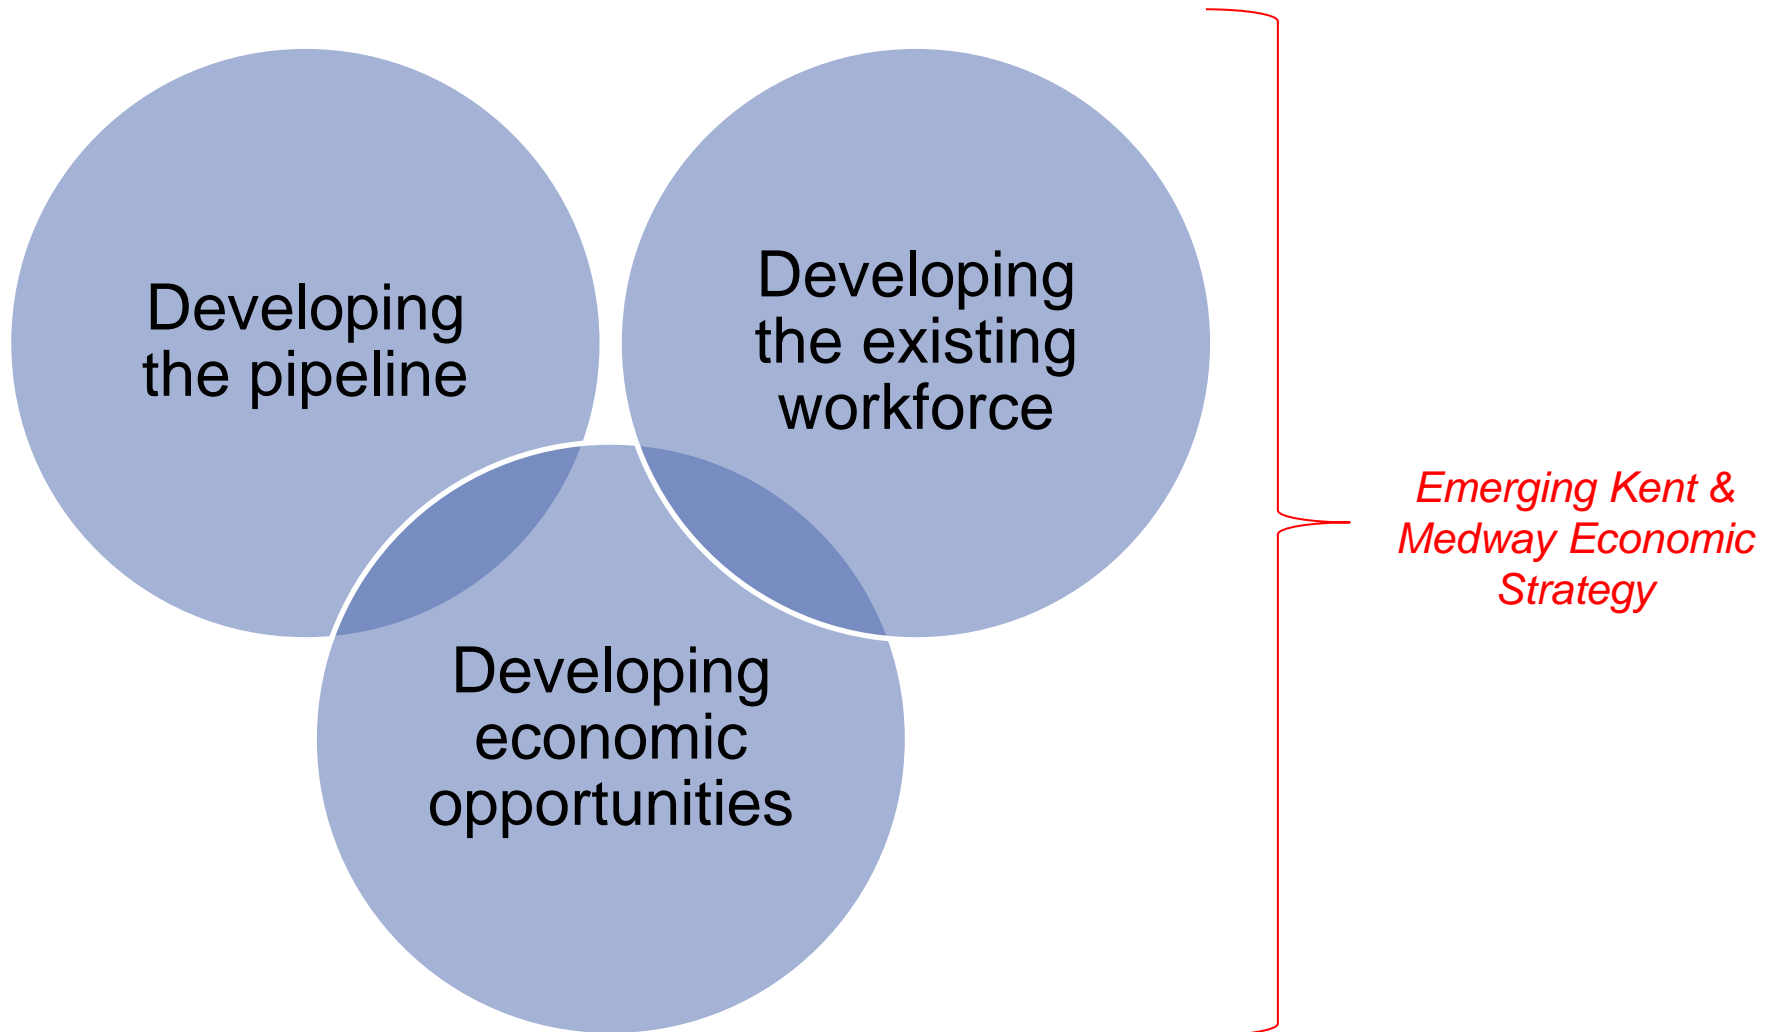 Developing
the pipeline
Developing
the existing
workforce
Developing
economic
opportunities
Emerging Kent &
Medway Economic
Strategy